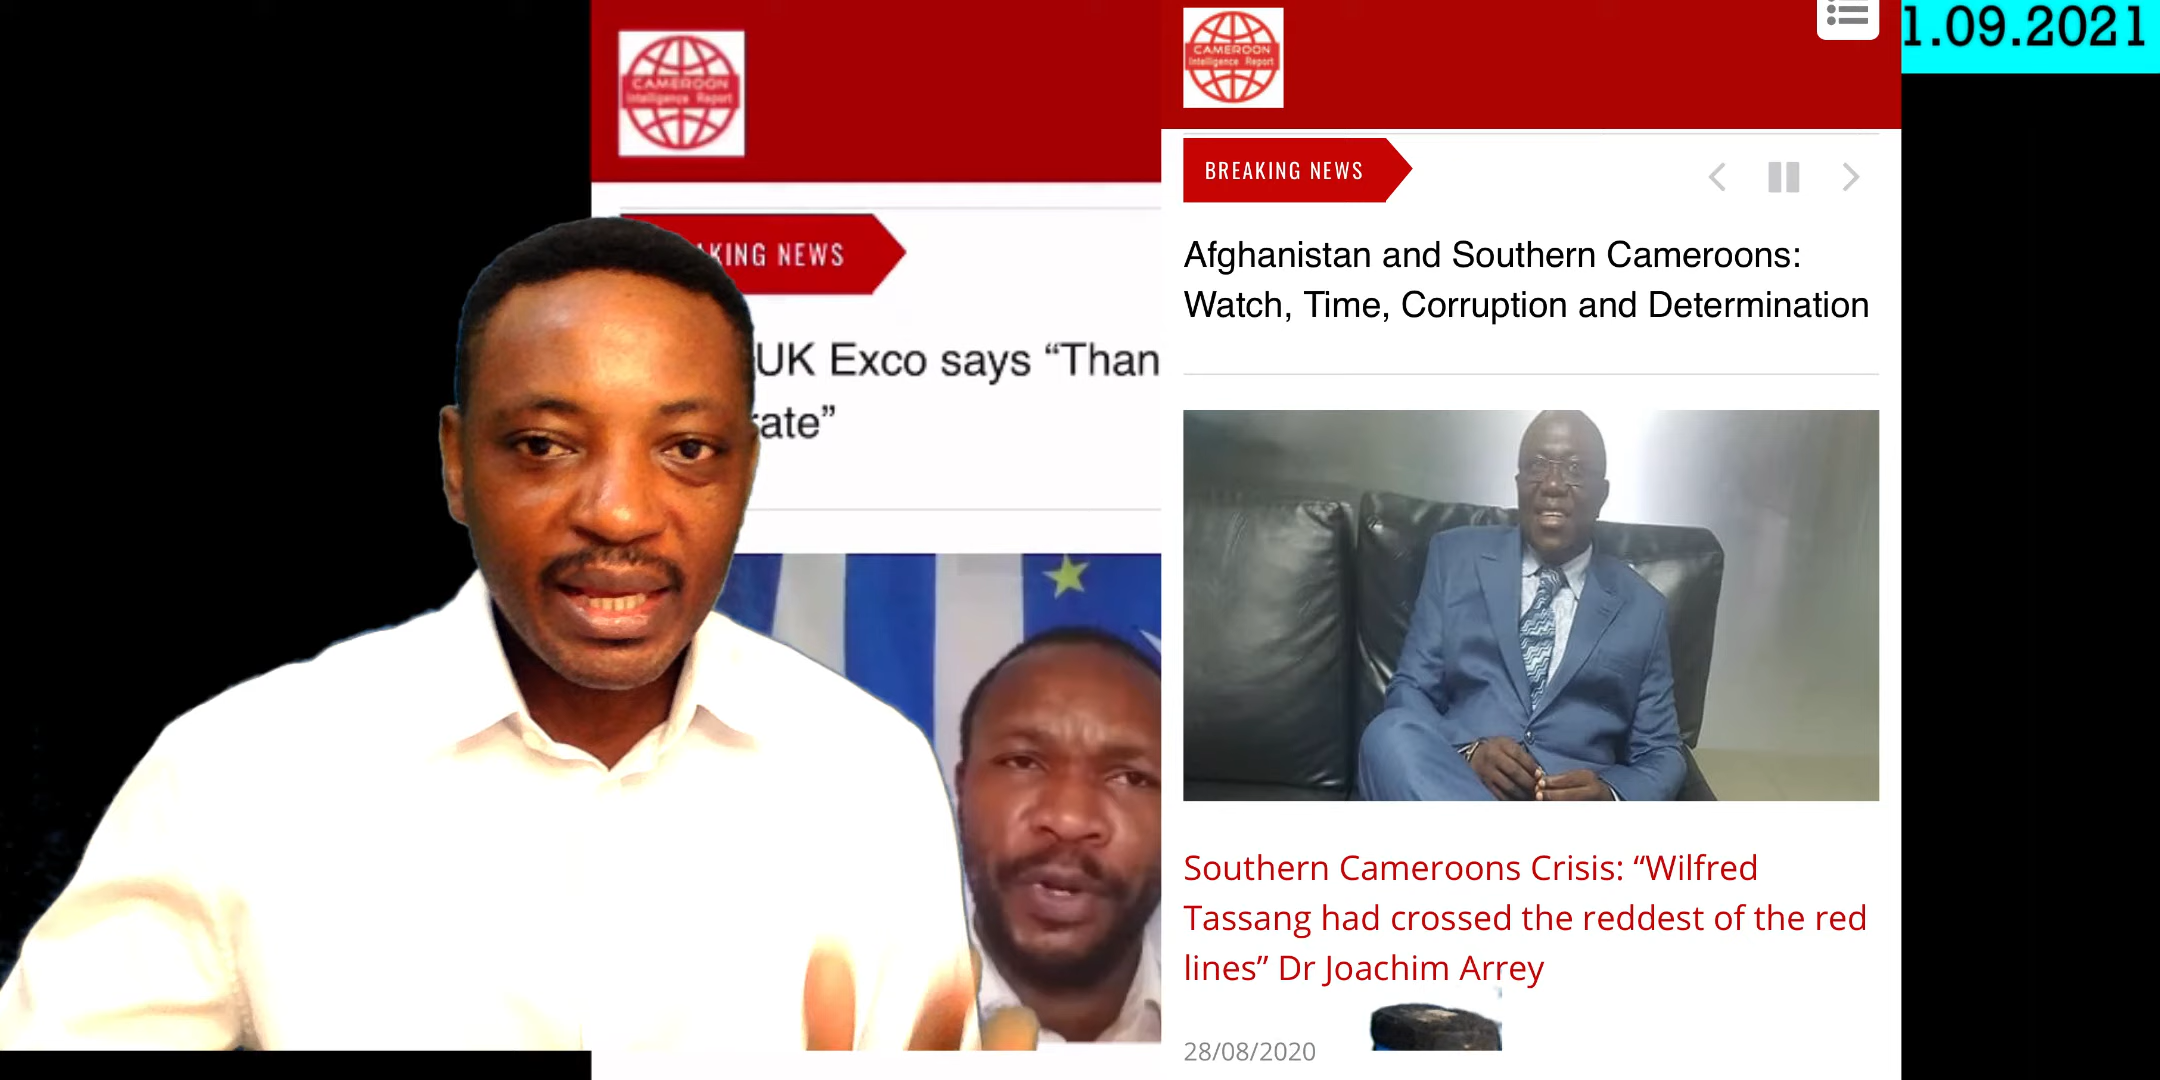 CAMEROON
Intelligence Report
KING NEWS
UK Exco says “Than
rate”
CAMEROON
Intelligence Report
BREAKING NEWS
Afghanistan and Southern Cameroons:
Watch, Time, Corruption and Determination
Southern Cameroons Crisis: “Wilfred
Tassang had crossed the reddest of the red
lines” Dr Joachim Arrey
28/08/2020
1.09.2021